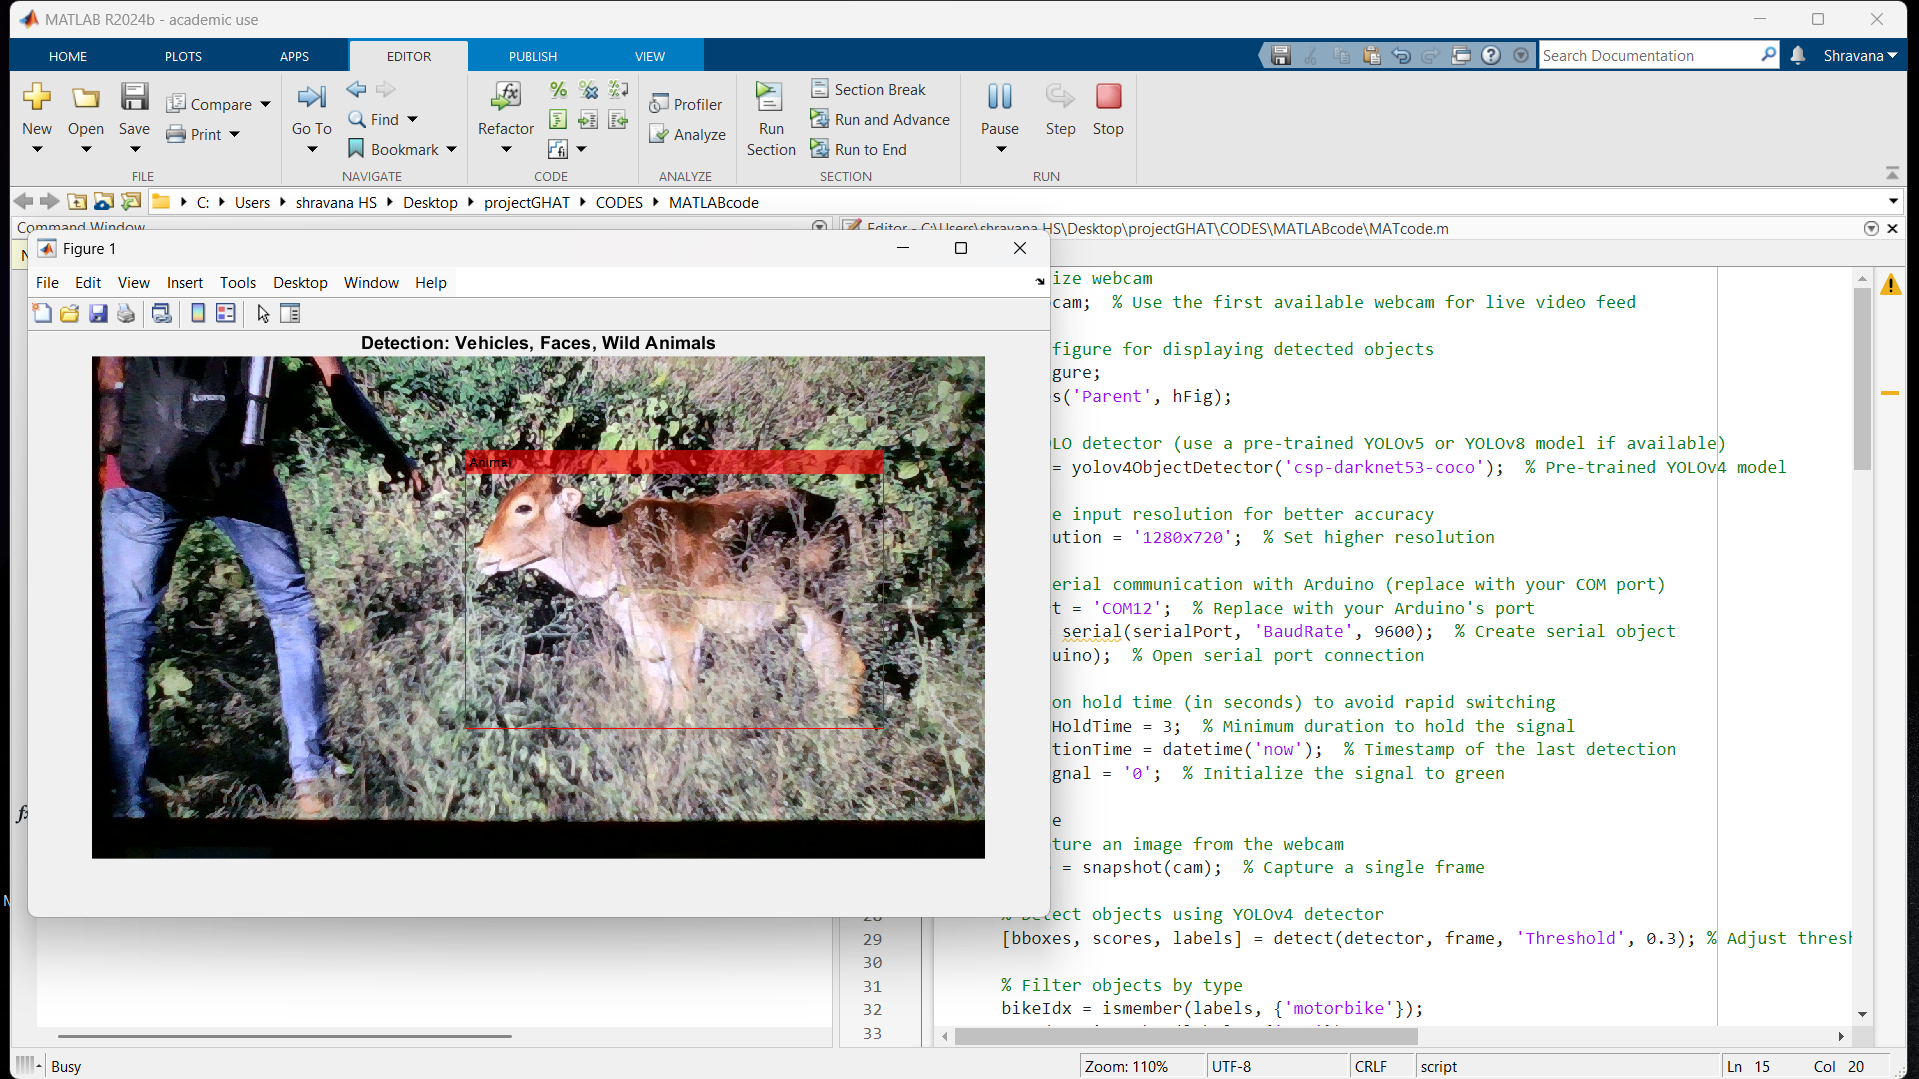 MATLAB R2024b - academic use
HOME PLOTS APPS EDITOR PUBLISH VIEW
Search Documentation
Shravana
New
Open
Save
Compare
Print
FILE
Go To
Find
Bookmark
NAVIGATE
Refactor
CODE
Profiler
Analyze
ANALYZE
Run
Section
Section Break
Run and Advance
Run to End
SECTION
Pause
Step
Stop
RUN
C: Users shravana HS Desktop projectGHAT CODES MATLABcode
Command Window
Editor - C:\Users\shravana HS\Desktop\projectGHAT\CODES\MATLABcode\MATcode.m
Figure 1
File Edit View Insert Tools Desktop Window Help
Detection: Vehicles, Faces, Wild Animals
Animal
ize webcam
cam; % Use the first available webcam for live video feed
figure for displaying detected objects
gure;
s('Parent', hFig);
LO detector (use a pre-trained YOLOv5 or YOLOv8 model if available)
= yolov4ObjectDetector('csp-darknet53-coco'); % Pre-trained YOLOv4 model
e input resolution for better accuracy
ution = '1280x720'; % Set higher resolution
erial communication with Arduino (replace with your COM port)
t = 'COM12'; % Replace with your Arduino's port
serial(serialPort, 'BaudRate', 9600); % Create serial object
uino); % Open serial port connection
on hold time (in seconds) to avoid rapid switching
HoldTime = 3; % Minimum duration to hold the signal
tionTime = datetime('now'); % Timestamp of the last detection
gnal = '0'; % Initialize the signal to green
e
ture an image from the webcam
= snapshot(cam); % Capture a single frame
28 % Detect objects using YOLOv4 detector
29 [bboxes, scores, labels] = detect(detector, frame, 'Threshold', 0.3); % Adjust thresh
30
31 % Filter objects by type
32 bikeIdx = ismember(labels, {'motorbike'});
33
Busy
Zoom: 110% UTF-8 CRLF script Ln 15 Col 20